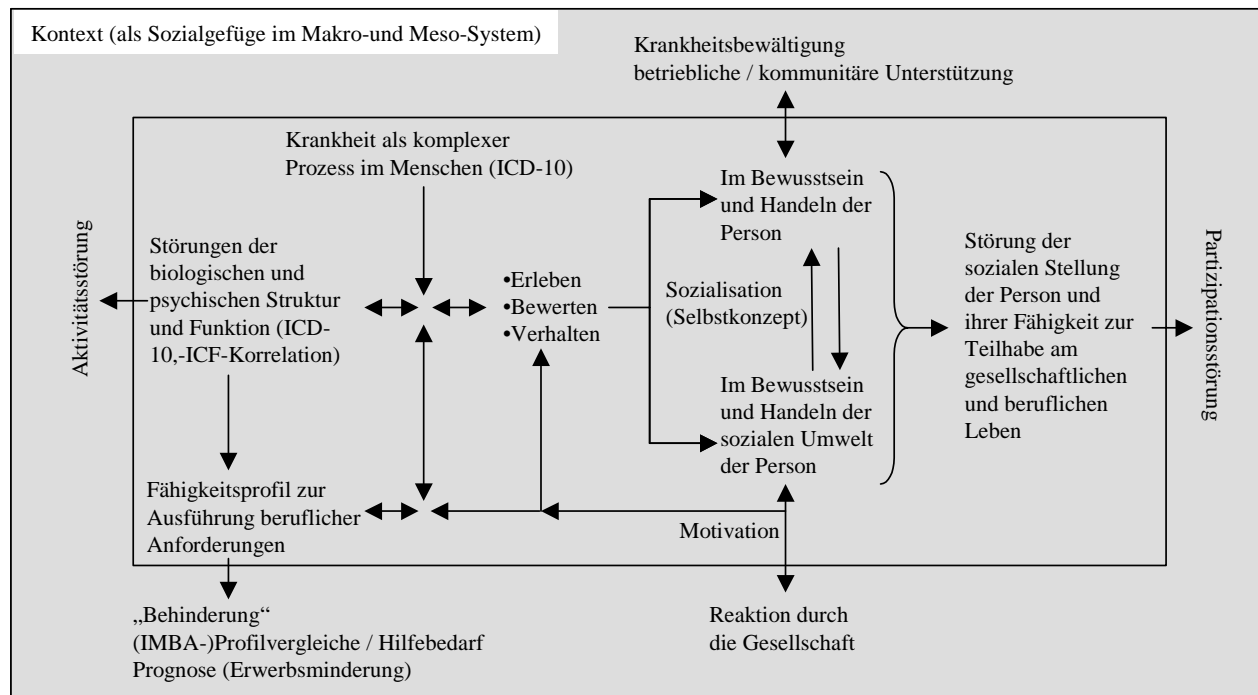 Kontext (als Sozialgefüge im Makro-und Meso-System)
Krankheitsbewältigung
betriebliche / kommunitäre Unterstützung
Krankheit als komplexer
Prozess im Menschen (ICD-10)
Aktivitätsstörung
Störungen der
biologischen und
psychischen Struktur
und Funktion (ICD-
10,-ICF-Korrelation)
•Erleben
•Bewerten
•Verhalten
Sozialisation
(Selbstkonzept)
Im Bewusstsein
und Handeln der
Person
Im Bewusstsein
und Handeln der
sozialen Umwelt
der Person
Störung der
sozialen Stellung
der Person und
ihrer Fähigkeit zur
Teilhabe am
gesellschaftlichen
und beruflichen
Leben
Partizipationsstörung
Fähigkeitsprofil zur
Ausführung beruflicher
Anforderungen
Motivation
„Behinderung“
(IMBA-)Profilvergleiche / Hilfebedarf
Prognose (Erwerbsminderung)
Reaktion durch
die Gesellschaft